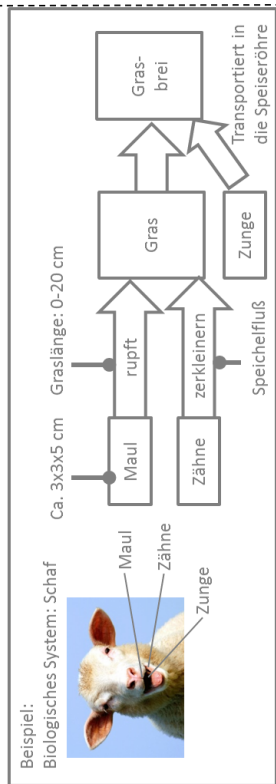 Beispiel:
Biologisches System: Schaf
Maul
Zähne
Zunge
Ca. 3x3x5 cm
Graslänge: 0-20 cm
Maul
rupft
Gras
Gras-
brei
Zähne
zerkleinern
Speichelfluß
Zunge
Transportiert in
die Speiseröhre